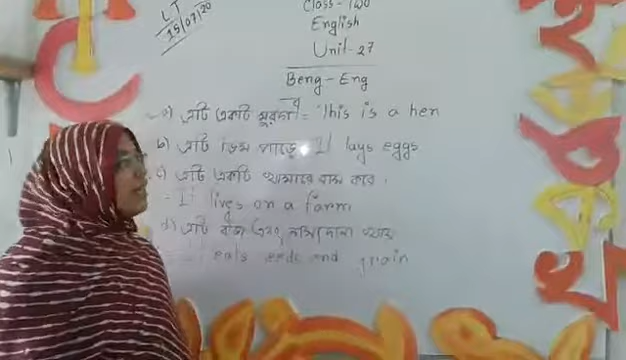 LT
15/07/20
Class - Two
English
Unit - 27
Beng - Eng
a) এটি একটি মুরগী = This is a hen
b) এটি ডিম পাড়ে = It lays eggs
c) এটি একটি খামারে বাস করে.
- It lives on a farm
d) এটি বীজ এবং শস্যদানা খায়
eats seeds and grain